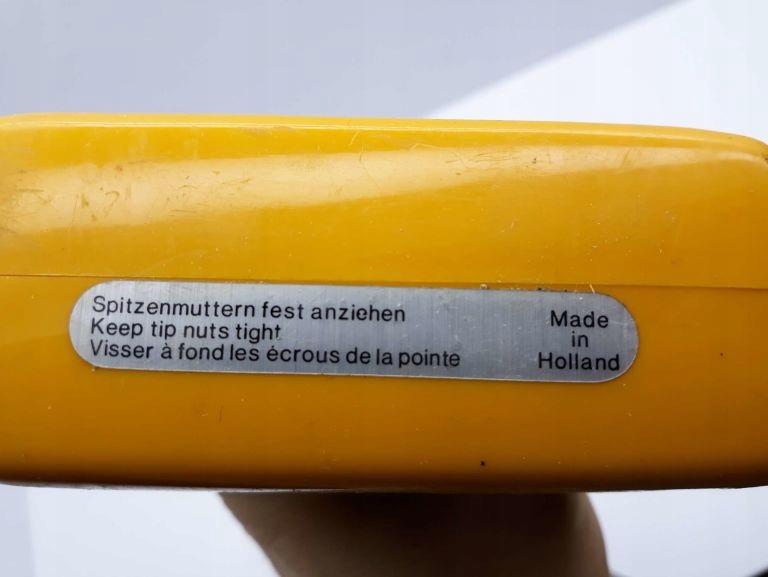 Spitzenmuttern fest anziehen
Keep tip nuts tight
Visser à fond les écrous de la pointe
Made
in
Holland